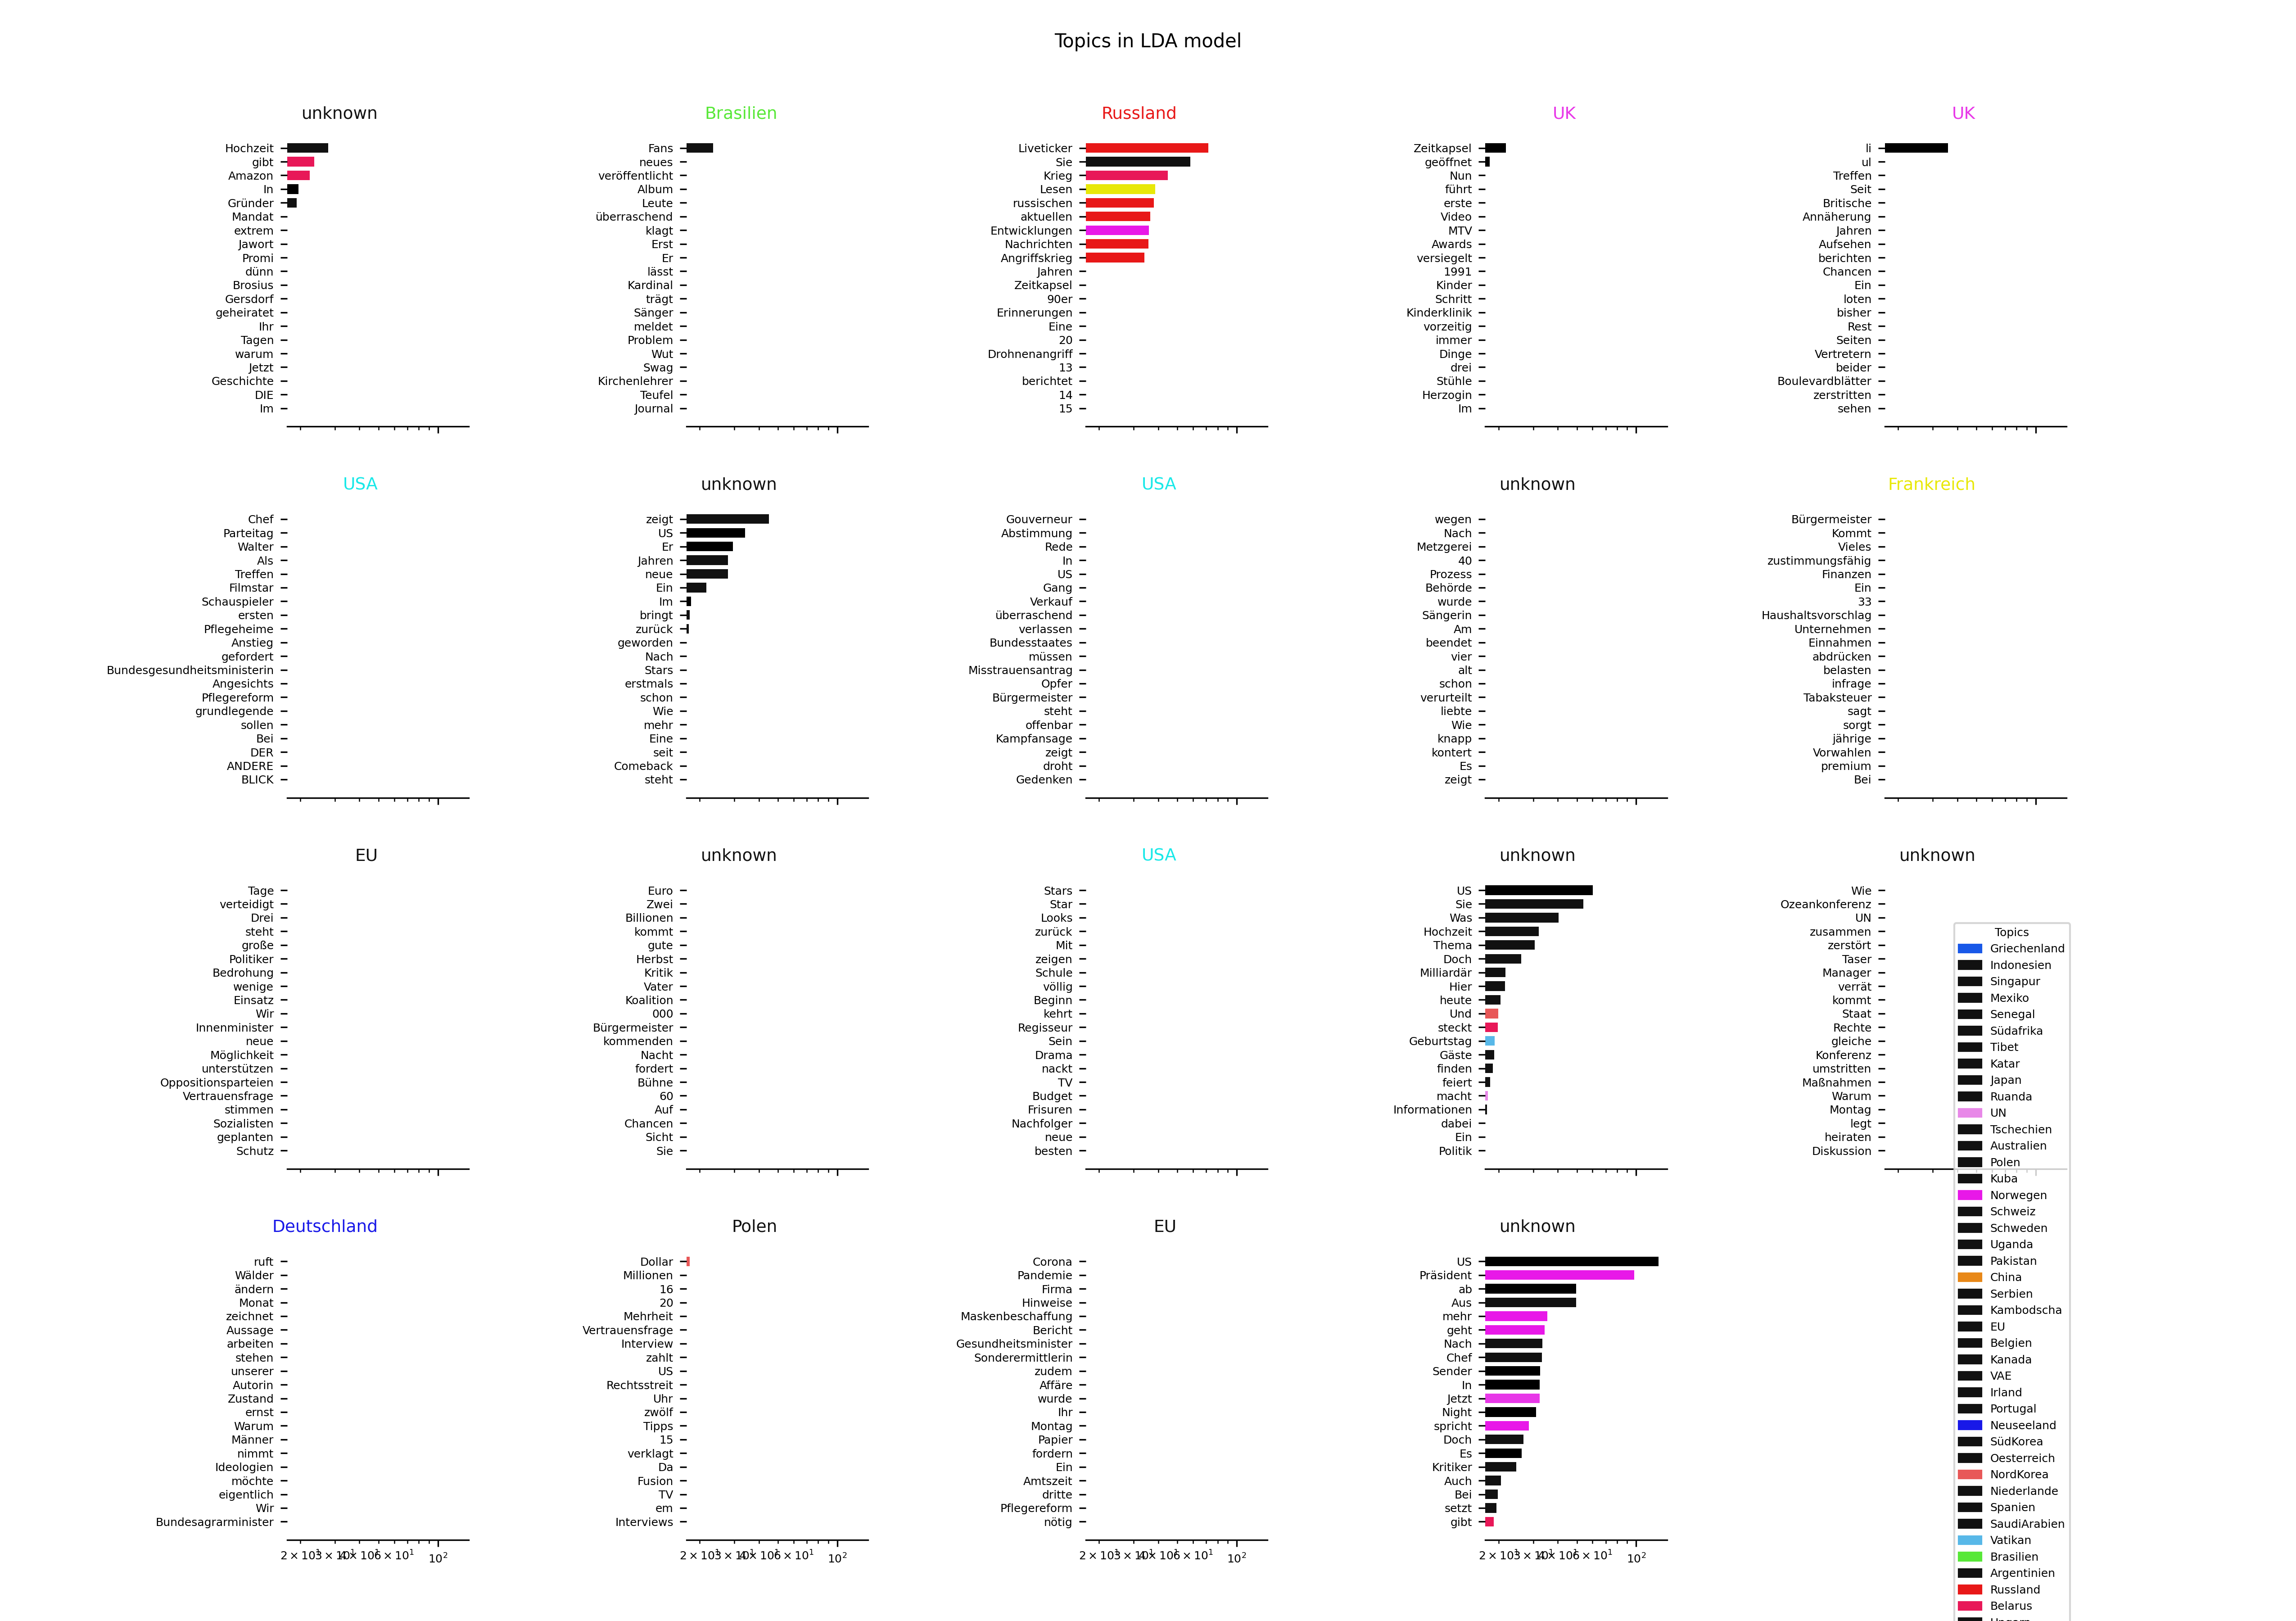 Topics in LDA model
unknown
Hochzeit
gibt
Amazon
In
Gründer
Mandat
extrem
Jawort
Promi
dünn
Brosius
Gersdorf
geheiratet
Ihr
Tagen
warum
Jetzt
Geschichte
DIE
Im
Brasilien
Fans
neues
veröffentlicht
Album
Leute
überraschend
klagt
Erst
Er
lässt
Kardinal
trägt
Sänger
meldet
Problem
Wut
Swag
Kirchenlehrer
Teufel
Journal
Russland
Liveticker
Sie
Krieg
Lesen
russischen
aktuellen
Entwicklungen
Nachrichten
Angriffskrieg
Jahren
Zeitkapsel
90er
Erinnerungen
Eine
20
Drohnenangriff
13
berichtet
14
15
UK
Zeitkapsel
geöffnet
Nun
führt
erste
Video
MTV
Awards
versiegelt
1991
Kinder
Schritt
Kinderklinik
vorzeitig
immer
Dinge
drei
Stühle
Herzogin
Im
UK
li
ul
Treffen
Seit
Britische
Annäherung
Jahren
Aufsehen
berichten
Chancen
Ein
loten
bisher
Rest
Seiten
Vertretern
beider
Boulevardblätter
zerstritten
sehen
USA
Chef
Parteitag
Walter
Als
Treffen
Filmstar
Schauspieler
ersten
Pflegeheime
Anstieg
gefordert
Bundesgesundheitsministerin
Angesichts
Pflegereform
grundlegende
sollen
Bei
DER
ANDERE
BLICK
unknown
zeigt
US
Er
Jahren
neue
Ein
Im
bringt
zurück
geworden
Nach
Stars
erstmals
schon
Wie
mehr
Eine
seit
Comeback
steht
USA
Gouverneur
Abstimmung
Rede
In
US
Gang
Verkauf
überraschend
verlassen
Bundesstaates
müssen
Misstrauensantrag
Opfer
Bürgermeister
steht
offenbar
Kampfansage
zeigt
droht
Gedenken
unknown
wegen
Nach
Metzgerei
40
Prozess
Behörde
wurde
Sängerin
Am
beendet
vier
alt
schon
verurteilt
liebte
Wie
knapp
kontert
Es
zeigt
Frankreich
Bürgermeister
Kommt
Vieles
zustimmungsfähig
Finanzen
Ein
33
Haushaltsvorschlag
Unternehmen
Einnahmen
abdrücken
belasten
infrage
Tabaksteuer
sagt
sorgt
jährige
Vorwahlen
premium
Bei
EU
Tage
verteidigt
Drei
steht
große
Politiker
Bedrohung
wenige
Einsatz
Wir
Innenminister
neue
Möglichkeit
unterstützen
Oppositionsparteien
Vertrauensfrage
stimmen
Sozialisten
geplanten
Schutz
unknown
Euro
Zwei
Billionen
kommt
gute
Herbst
Kritik
Vater
Koalition
000
Bürgermeister
kommenden
Nacht
fordert
Bühne
60
Auf
Chancen
Sicht
Sie
USA
Stars
Star
Looks
zurück
Mit
zeigen
Schule
völlig
Beginn
kehrt
Regisseur
Sein
Drama
nackt
TV
Budget
Frisuren
Nachfolger
neue
besten
unknown
US
Sie
Was
Hochzeit
Thema
Doch
Milliardär
Hier
heute
Und
steckt
Geburtstag
Gäste
finden
feiert
macht
Informationen
dabei
Ein
Politik
unknown
Wie
Ozeankonferenz
UN
zusammen
zerstört
Taser
Manager
verrät
kommt
Staat
Rechte
gleiche
Konferenz
umstritten
Maßnahmen
Warum
Montag
legt
heiraten
Diskussion
Deutschland
ruft
Wälder
ändern
Monat
zeichnet
Aussage
arbeiten
stehen
unserer
Autorin
Zustand
ernst
Warum
Männer
nimmt
Ideologien
möchte
eigentlich
Wir
Bundesagrarminister
Polen
Dollar
Millionen
16
20
Mehrheit
Vertrauensfrage
Interview
zahlt
US
Rechtsstreit
Uhr
zwölf
Tipps
15
verklagt
Da
Fusion
TV
em
Interviews
EU
Corona
Pandemie
Firma
Hinweise
Maskenbeschaffung
Bericht
Gesundheitsminister
Sonderermittlerin
zudem
Affäre
wurde
Ihr
Montag
Papier
fordern
Ein
Amtszeit
dritte
Pflegereform
nötig
unknown
US
Präsident
ab
Aus
mehr
geht
Nach
Chef
Sender
In
Jetzt
Night
spricht
Doch
Es
Kritiker
Auch
Bei
setzt
gibt
Topics
Griechenland
Indonesien
Singapur
Mexiko
Senegal
Südafrika
Tibet
Katar
Japan
Ruanda
UN
Tschechien
Australien
Polen
Kuba
Norwegen
Schweiz
Schweden
Uganda
Pakistan
China
Serbien
Kambodscha
EU
Belgien
Kanada
VAE
Irland
Portugal
Neuseeland
SüdKorea
Oesterreich
NordKorea
Niederlande
Spanien
SaudiArabien
Vatikan
Brasilien
Argentinien
Russland
Belarus
10²
10²
10²
10²